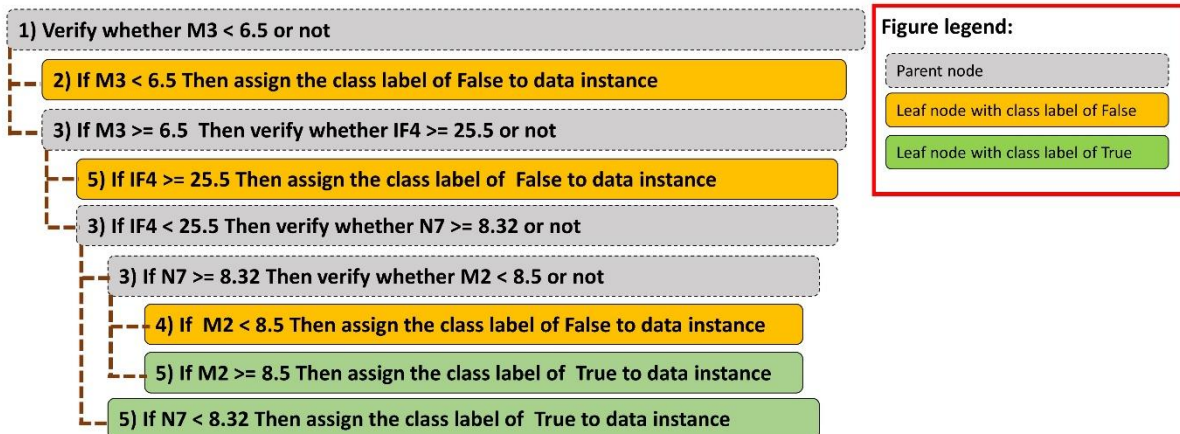 1) Verify whether M3 < 6.5 or not
2) If M3 < 6.5 Then assign the class label of False to data instance
3) If M3 >= 6.5 Then verify whether IF4 >= 25.5 or not
5) If IF4 >= 25.5 Then assign the class label of False to data instance
3) If IF4 < 25.5 Then verify whether N7 >= 8.32 or not
3) If N7 >= 8.32 Then verify whether M2 < 8.5 or not
4) If M2 < 8.5 Then assign the class label of False to data instance
5) If M2 >= 8.5 Then assign the class label of True to data instance
5) If N7 < 8.32 Then assign the class label of True to data instance
Figure legend:
Parent node
Leaf node with class label of False
Leaf node with class label of True